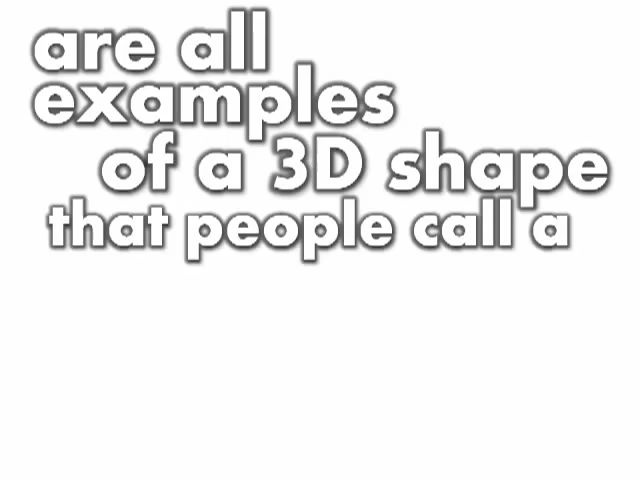 are all
examples
of a 3D shape
that people call a